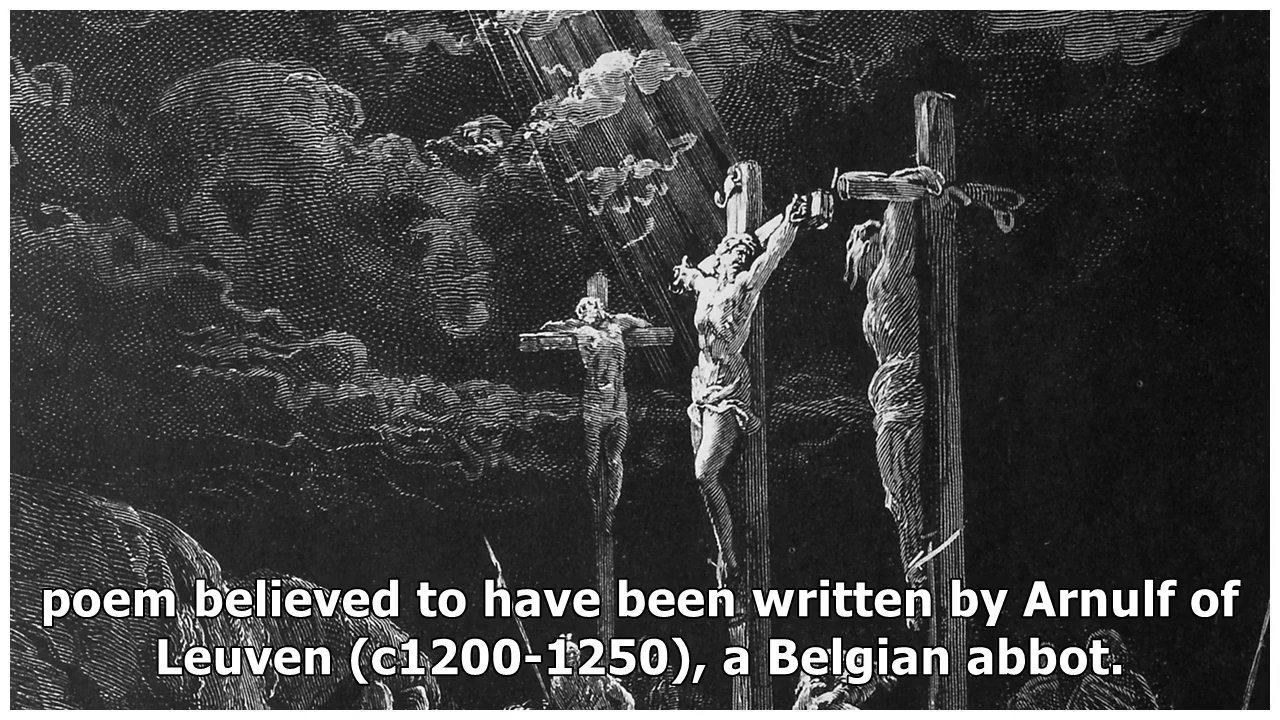 poem believed to have been written by Arnulf of
Leuven (c1200-1250), a Belgian abbot.